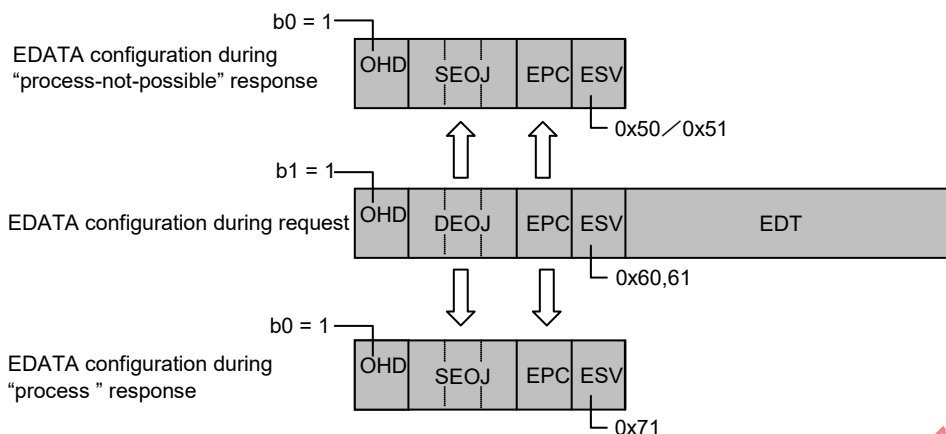 b0 = 1
EDATA configuration during
“process-not-possible” response
OHD SEOJ EPC ESV
0x50／0x51
b1 = 1
EDATA configuration during request
OHD DEOJ EPC ESV EDT
0x60,61
b0 = 1
EDATA configuration during
“process ” response
OHD SEOJ EPC ESV
0x71